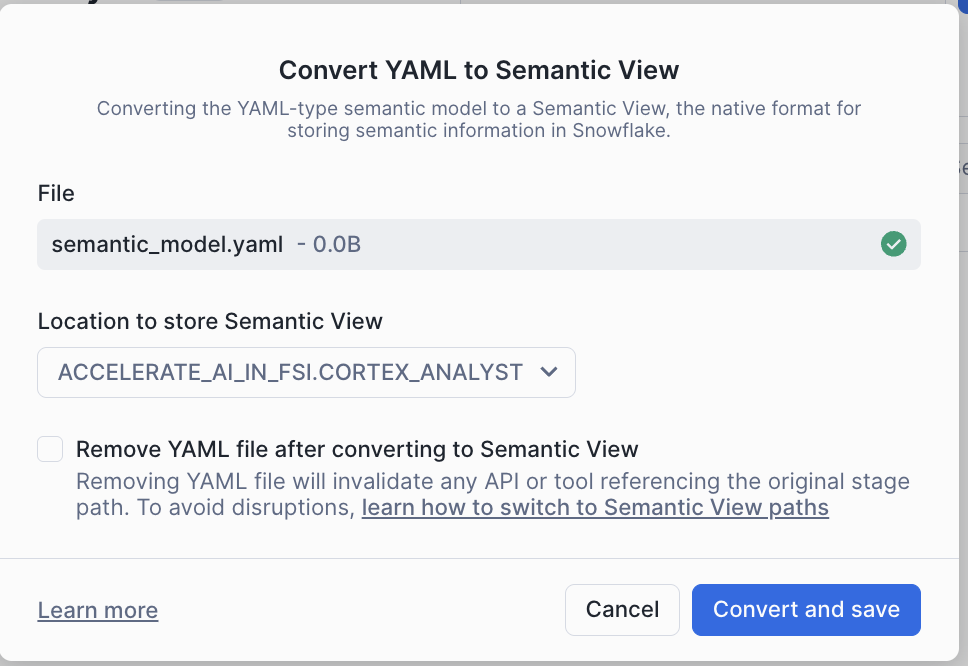 Convert YAML to Semantic View
Converting the YAML-type semantic model to a Semantic View, the native format for
storing semantic information in Snowflake.
File
semantic_model.yaml - 0.0B
Location to store Semantic View
ACCELERATE_AI_IN_FSI.CORTEX_ANALYST
Remove YAML file after converting to Semantic View
Removing YAML file will invalidate any API or tool referencing the original stage
path. To avoid disruptions, learn how to switch to Semantic View paths
Learn more
Cancel
Convert and save